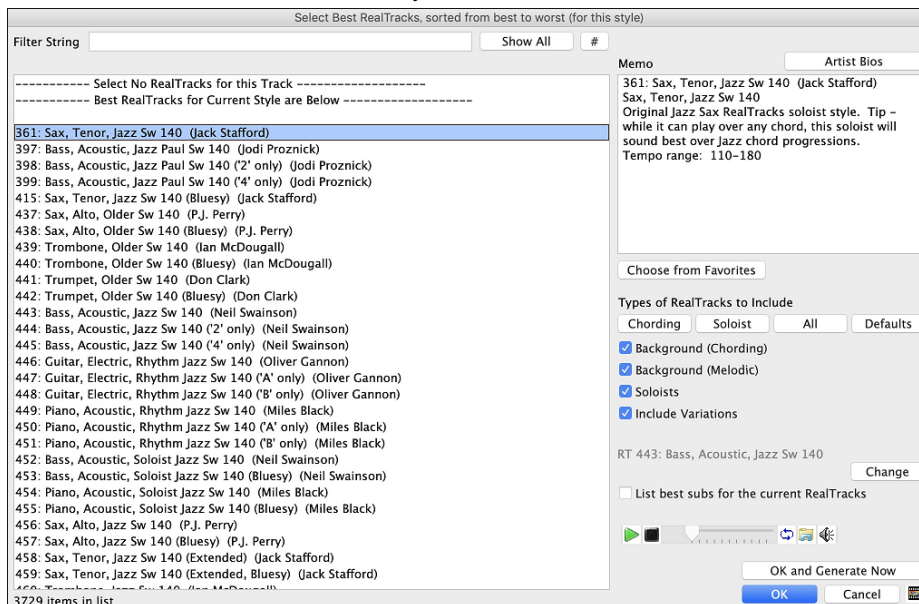 Select Best RealTracks, sorted from best to worst (for this style)
Filter String
Show All
#
----------- Select No RealTracks for this Track -------------------
----------- Best RealTracks for Current Style are Below -------------------
361: Sax, Tenor, Jazz Sw 140 (Jack Stafford)
397: Bass, Acoustic, Jazz Paul Sw 140 (Jodi Proznick)
398: Bass, Acoustic, Jazz Paul Sw 140 ('2' only) (Jodi Proznick)
399: Bass, Acoustic, Jazz Paul Sw 140 ('4' only) (Jodi Proznick)
415: Sax, Tenor, Jazz Sw 140 (Bluesy) (Jack Stafford)
437: Sax, Alto, Older Sw 140 (P.J. Perry)
438: Sax, Alto, Older Sw 140 (Bluesy) (P.J. Perry)
439: Trombone, Older Sw 140 (Ian McDougall)
440: Trombone, Older Sw 140 (Bluesy) (Ian McDougall)
441: Trumpet, Older Sw 140 (Don Clark)
442: Trumpet, Older Sw 140 (Bluesy) (Don Clark)
443: Bass, Acoustic, Jazz Sw 140 (Neil Swainson)
444: Bass, Acoustic, Jazz Sw 140 ('2' only) (Neil Swainson)
445: Bass, Acoustic, Jazz Sw 140 ('4' only) (Neil Swainson)
446: Guitar, Electric, Rhythm Jazz Sw 140 (Oliver Gannon)
447: Guitar, Electric, Rhythm Jazz Sw 140 ('A' only) (Oliver Gannon)
448: Guitar, Electric, Rhythm Jazz Sw 140 ('B' only) (Oliver Gannon)
449: Piano, Acoustic, Rhythm Jazz Sw 140 (Miles Black)
450: Piano, Acoustic, Rhythm Jazz Sw 140 ('A' only) (Miles Black)
451: Piano, Acoustic, Rhythm Jazz Sw 140 ('B' only) (Miles Black)
452: Bass, Acoustic, Soloist Jazz Sw 140 (Neil Swainson)
453: Bass, Acoustic, Soloist Jazz Sw 140 (Bluesy) (Neil Swainson)
454: Piano, Acoustic, Soloist Jazz Sw 140 (Miles Black)
455: Piano, Acoustic, Soloist Jazz Sw 140 (Bluesy) (Miles Black)
456: Sax, Alto, Jazz Sw 140 (P.J. Perry)
457: Sax, Alto, Jazz Sw 140 (Bluesy) (P.J. Perry)
458: Sax, Tenor, Jazz Sw 140 (Extended) (Jack Stafford)
459: Sax, Tenor, Jazz Sw 140 (Extended, Bluesy) (Jack Stafford)
3729 items in list
Memo
Artist Bios
361: Sax, Tenor, Jazz Sw 140 (Jack Stafford)
Sax, Tenor, Jazz Sw 140
Original Jazz Sax RealTracks soloist style. Tip -
while it can play over any chord, this soloist will
sound best over Jazz chord progressions.
Tempo range: 110-180
Choose from Favorites
Types of RealTracks to Include
Chording
Soloist
All
Defaults
Background (Chording)
Background (Melodic)
Soloists
Include Variations
RT 443: Bass, Acoustic, Jazz Sw 140
Change
List best subs for the current RealTracks
OK and Generate Now
OK
Cancel